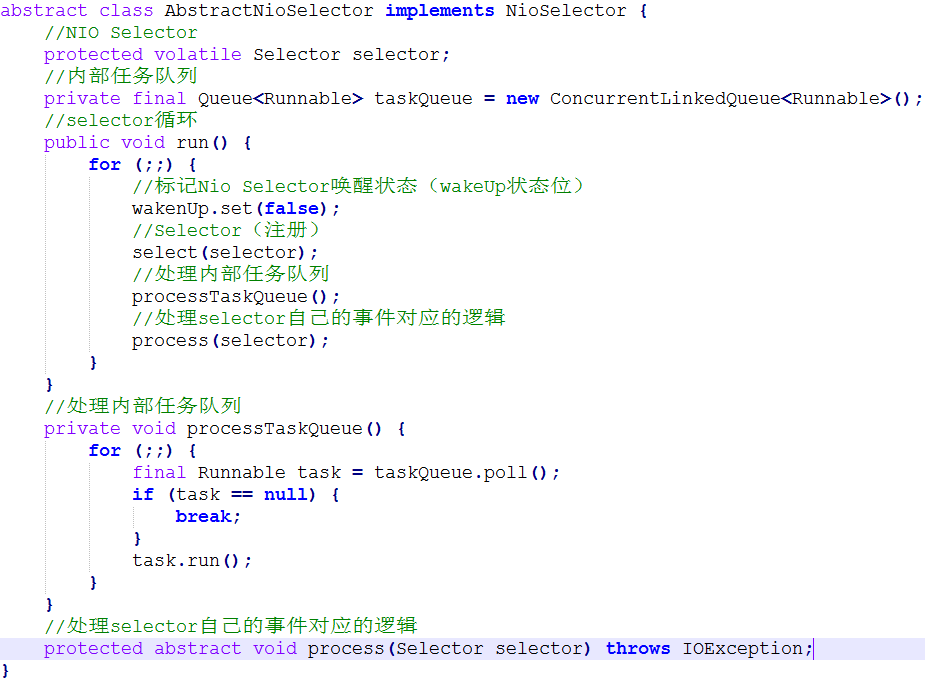 abstract class AbstractNioSelector implements NioSelector {
    //NIO Selector
    protected volatile Selector selector;
    //内部任务队列
    private final Queue<Runnable> taskQueue = new ConcurrentLinkedQueue<Runnable>();
    //selector循环
    public void run() {
        for (;;) {
            //标记Nio Selector唤醒状态（wakeUp状态位）
            wakenUp.set(false);
            //Selector（注册）
            select(selector);
            //处理内部任务队列
            processTaskQueue();
            //处理selector自己的事件对应的逻辑
            process(selector);
        }
    }
    //处理内部任务队列
    private void processTaskQueue() {
        for (;;) {
            final Runnable task = taskQueue.poll();
            if (task == null) {
                break;
            }
            task.run();
        }
    }
    //处理selector自己的事件对应的逻辑
    protected abstract void process(Selector selector) throws IOException;
}